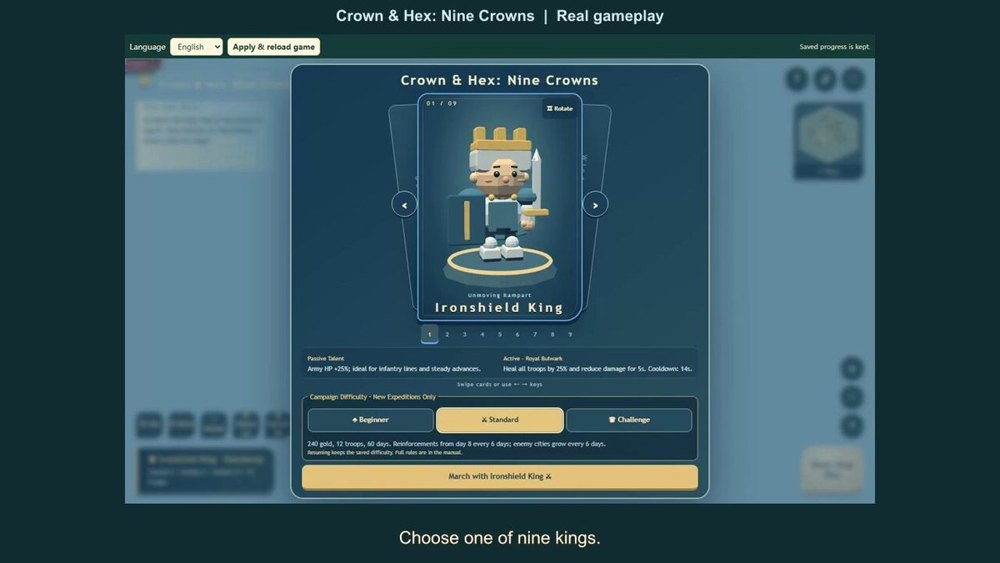 Crown & Hex: Nine Crowns | Real gameplay
Language English Apply & reload game Saved progress is kept.
Crown & Hex: Nine Crowns
01 / 09 Rotate
Unmoving Rampart
Ironshield King
1 2 3 4 5 6 7 8 9
Passive Talent
Army HP +25%; ideal for infantry lines and steady advances.
Active · Royal Bulwark
Heal all troops by 25% and reduce damage for 5s. Cooldown: 14s.
Swipe cards or use ← → keys
Campaign Difficulty · New Expeditions Only
Beginner Standard Challenge
240 gold, 12 troops, 60 days. Reinforcements from day 8 every 6 days; enemy cities grow every 6 days.
Resuming keeps the saved difficulty. Full rules are in the manual.
March with Ironshield King
Choose one of nine kings.